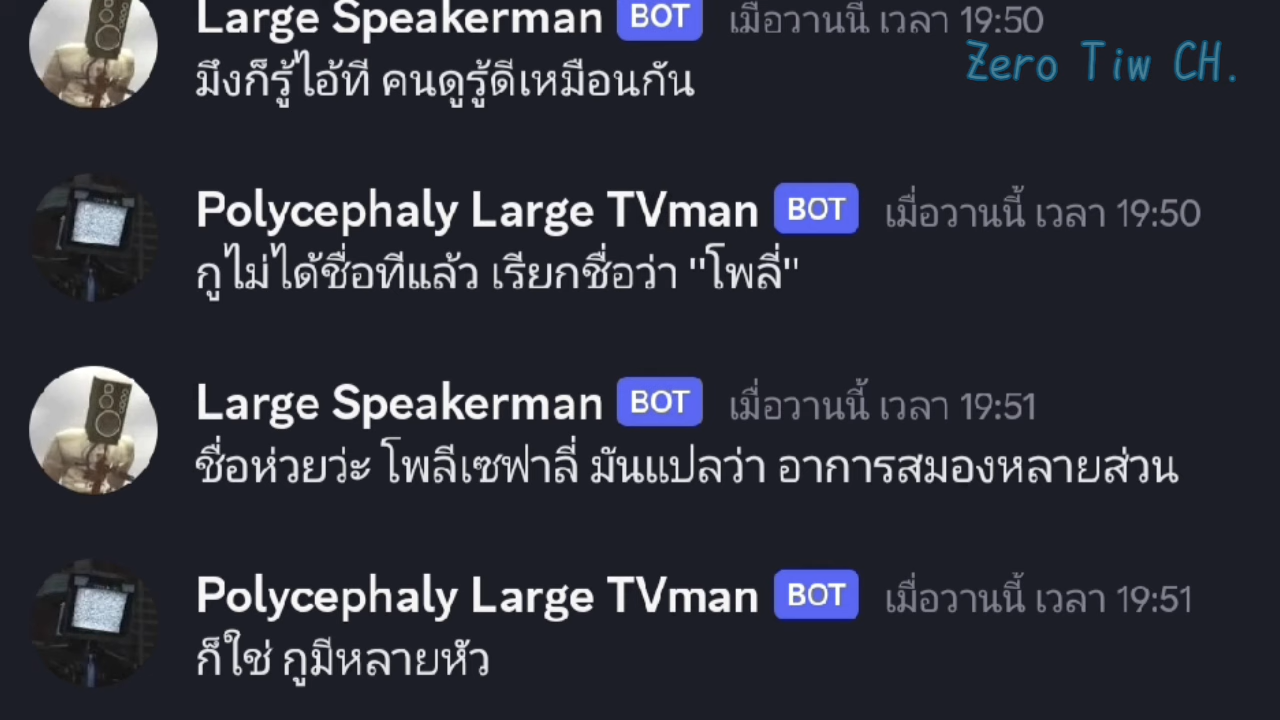 Large Speakerman BOT เมื่อวานนี้ เวลา 19:50
Zero Tiw CH.
มึงก็รู้ไอ้ที คนดูรู้ดีเหมือนกัน
Polycephaly Large TVman BOT เมื่อวานนี้ เวลา 19:50
กูไม่ได้ชื่อทีแล้ว เรียกชื่อว่า "โพลี่"
Large Speakerman BOT เมื่อวานนี้ เวลา 19:51
ชื่อห่วยว่ะ โพลีเซฟาลี่ มันแปลว่า อาการสมองหลายส่วน
Polycephaly Large TVman BOT เมื่อวานนี้ เวลา 19:51
ก็ใช่ กูมีหลายหัว